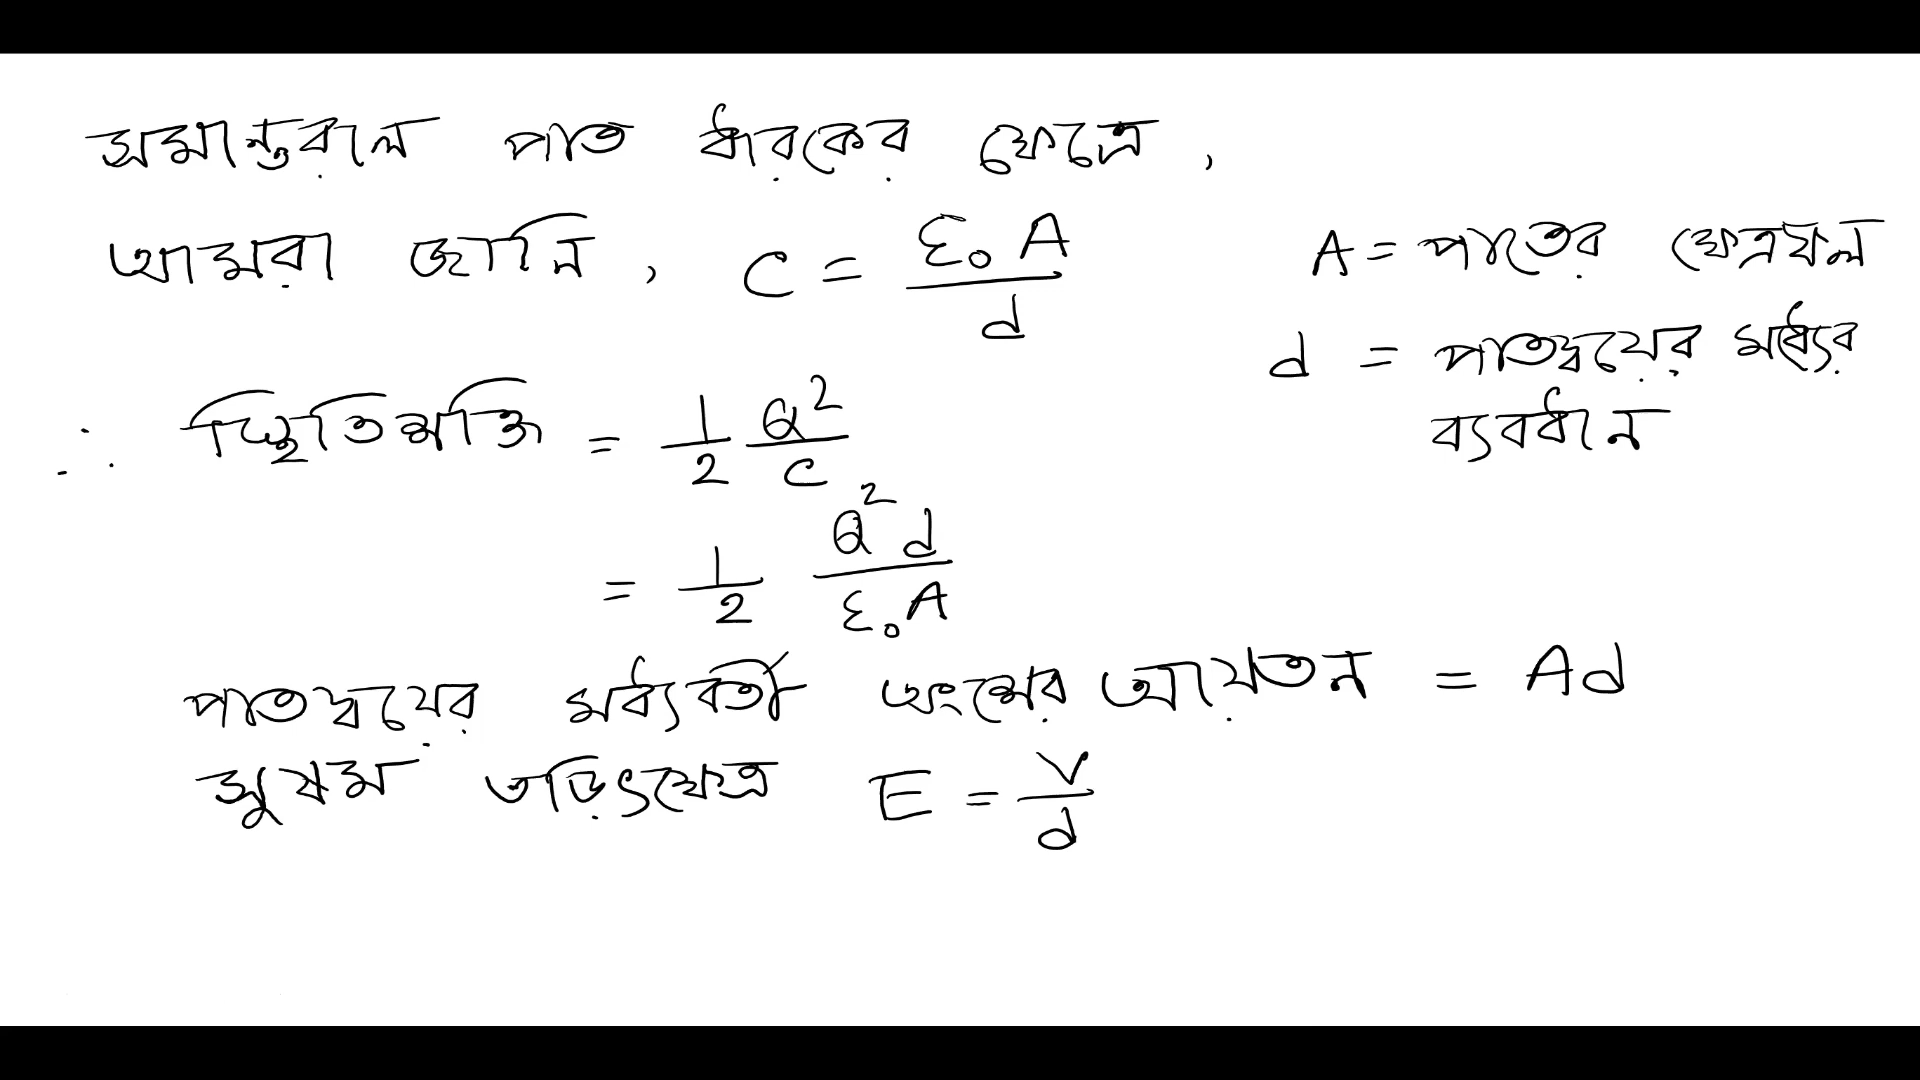 সমান্তরাল পাত ধারকের ক্ষেত্রে,
আমরা জানি, C = ε₀A / d
A = পাতের ক্ষেত্রফল
d = পাতদ্বয়ের মধ্যের
ব্যবধান
∴ স্থিতিশক্তি = 1/2 Q²/C
= 1/2 Q²d / ε₀A
পাতদ্বয়ের মধ্যবর্তী অংশের আয়তন = Ad
সুষম তড়িৎক্ষেত্র E = V/d